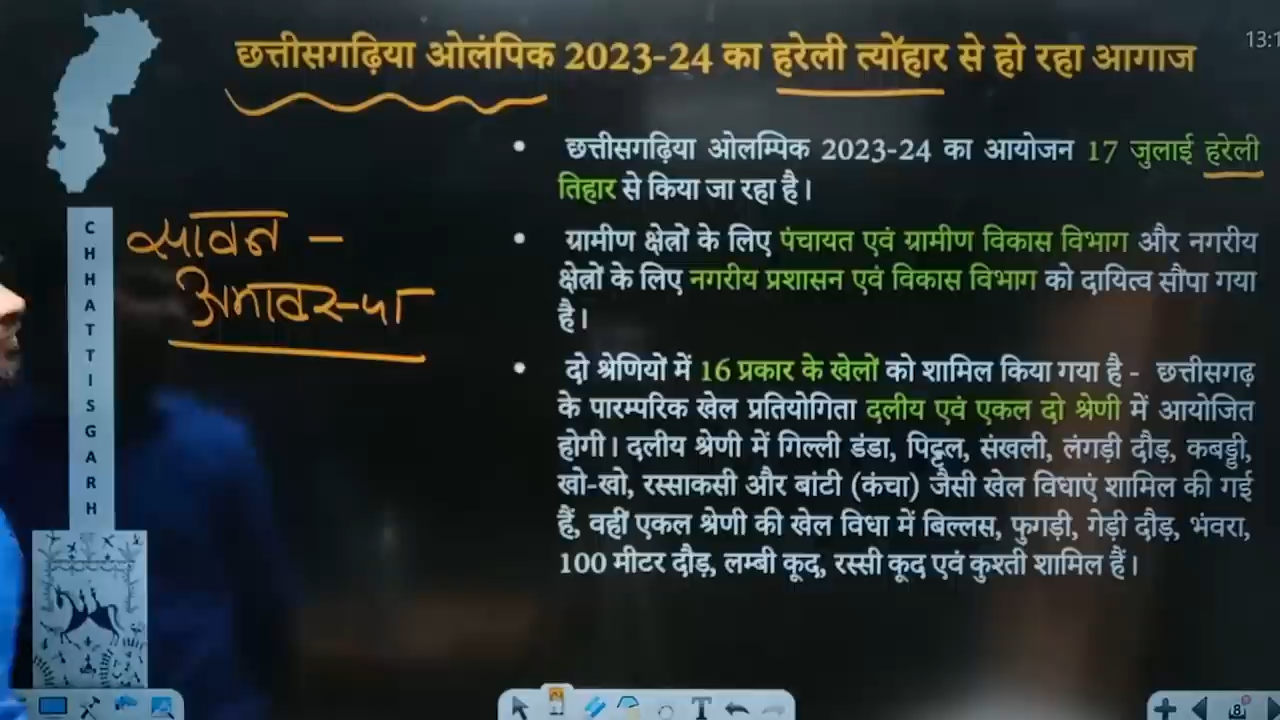 छत्तीसगढ़िया ओलंपिक 2023-24 का हरेली त्योंहार से हो रहा आगाज
13:1
• छत्तीसगढ़िया ओलम्पिक 2023-24 का आयोजन 17 जुलाई हरेली
तिहार से किया जा रहा है।
• ग्रामीण क्षेत्रों के लिए पंचायत एवं ग्रामीण विकास विभाग और नगरीय
क्षेत्रों के लिए नगरीय प्रशासन एवं विकास विभाग को दायित्व सौंपा गया
है।
• दो श्रेणियों में 16 प्रकार के खेलों को शामिल किया गया है - छत्तीसगढ़
के पारम्परिक खेल प्रतियोगिता दलीय एवं एकल दो श्रेणी में आयोजित
होगी। दलीय श्रेणी में गिल्ली डंडा, पिट्टूल, संखली, लंगड़ी दौड़, कबड्डी,
खो-खो, रस्साकसी और बांटी (कंचा) जैसी खेल विधाएं शामिल की गई
हैं, वहीं एकल श्रेणी की खेल विधा में बिल्लस, फुगड़ी, गेड़ी दौड़, भंवरा,
100 मीटर दौड़, लम्बी कूद, रस्सी कूद एवं कुश्ती शामिल हैं।
सावन -
अमावस्या
CHHATTISGARH
T
8